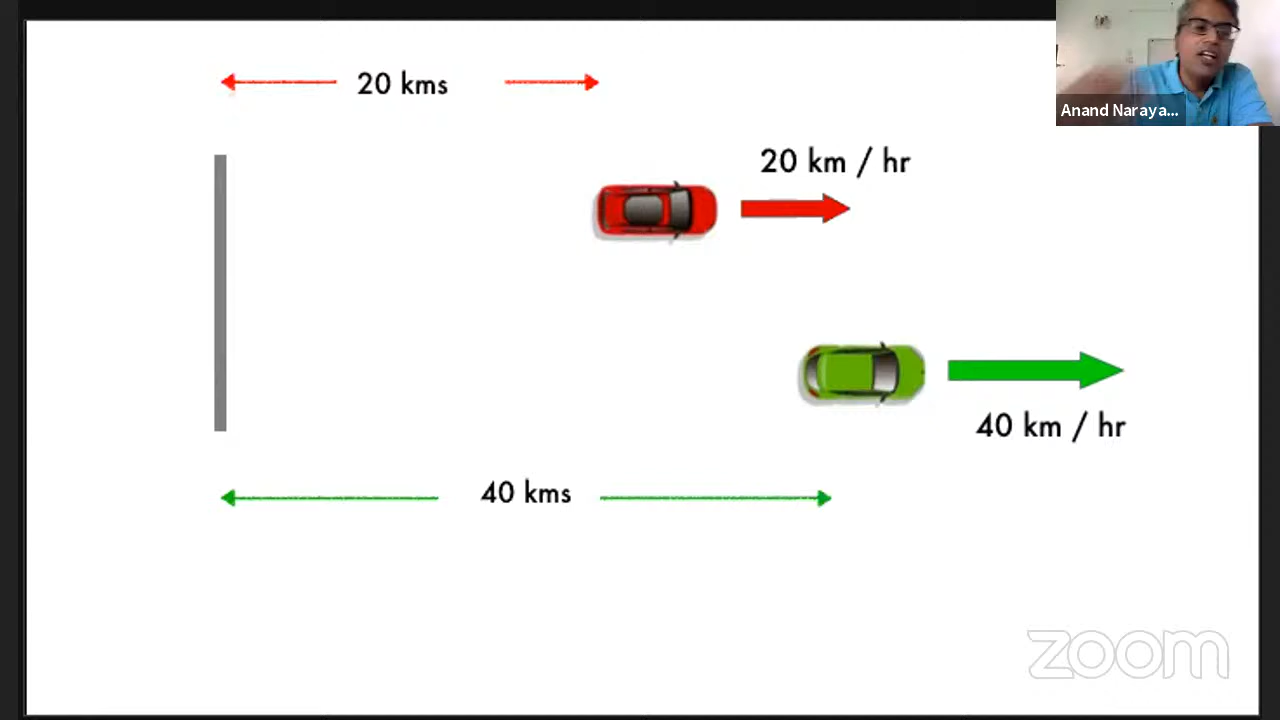 20 kms
Anand Naraya...
20 km / hr
40 km / hr
40 kms
zoom